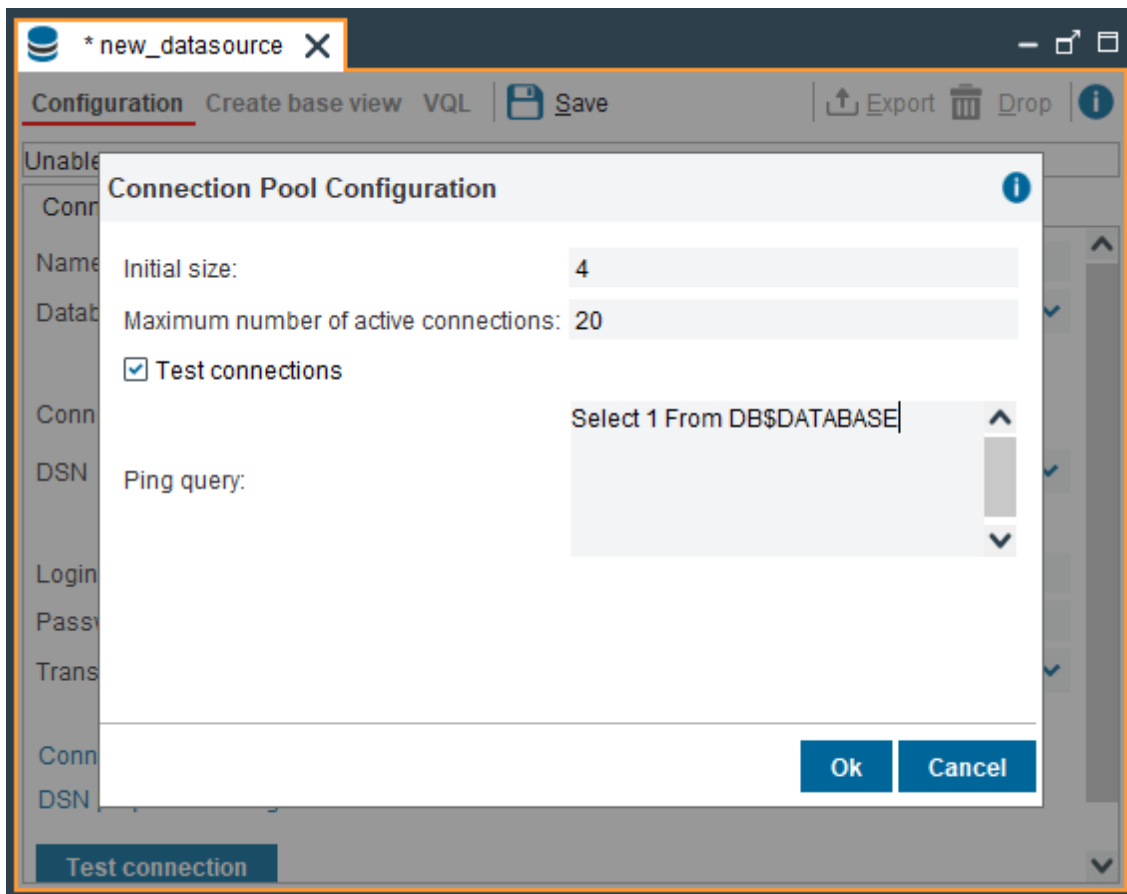 * new_datasource
Configuration Create base view VQL Save Export Drop
Unable
Connection Pool Configuration
Conn
Name
Initial size: 4
Datab
Maximum number of active connections: 20
Test connections
Conn
Select 1 From DB$DATABASE
DSN
Ping query:
Login
Passw
Trans
Conn
Ok Cancel
DSN
Test connection